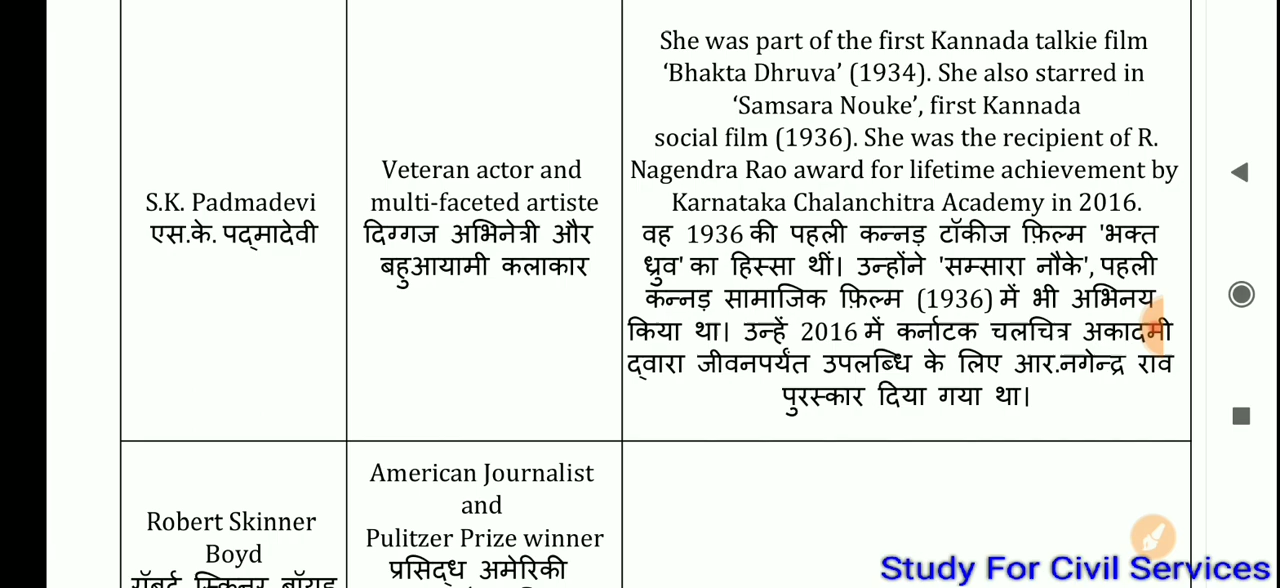 She was part of the first Kannada talkie film
‘Bhakta Dhruva’ (1934). She also starred in
‘Samsara Nouke’, first Kannada
social film (1936). She was the recipient of R.
Nagendra Rao award for lifetime achievement by
Karnataka Chalanchitra Academy in 2016.
वह 1936 की पहली कन्नड़ टॉकीज फ़िल्म 'भक्त
ध्रुव' का हिस्सा थीं। उन्होंने 'सम्सारा नौके', पहली
कन्नड़ सामाजिक फ़िल्म (1936) में भी अभिनय
किया था। उन्हें 2016 में कर्नाटक चलचित्र अकादमी
द्वारा जीवनपर्यंत उपलब्धि के लिए आर.नगेन्द्र राव
पुरस्कार दिया गया था।
Veteran actor and
multi-faceted artiste
दिग्गज अभिनेत्री और
बहुआयामी कलाकार
S.K. Padmadevi
एस.के. पद्मादेवी
American Journalist
and
Pulitzer Prize winner
प्रसिद्ध अमेरिकी
Robert Skinner
Boyd
रॉबर्ट स्किनर बॉयड
Study For Civil Services